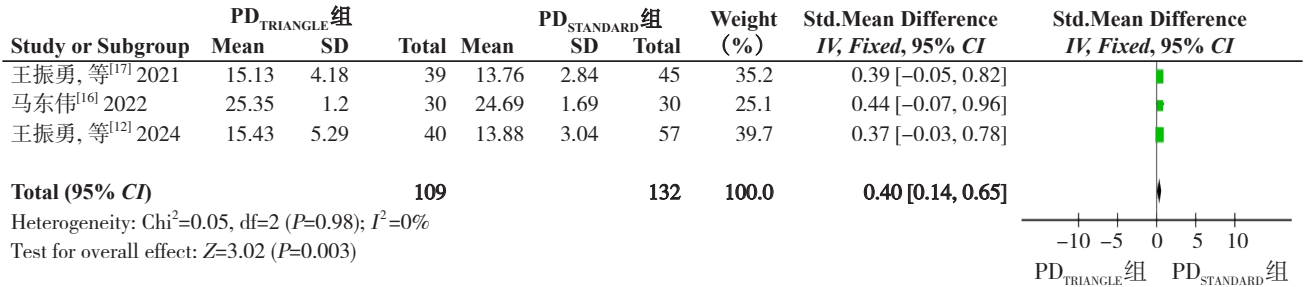 PD_TRIANGLE组 PD_STANDARD组 Weight Std.Mean Difference Std.Mean Difference
Study or Subgroup Mean SD Total Mean SD Total （%） IV, Fixed, 95% CI IV, Fixed, 95% CI
王振勇, 等[17] 2021 15.13 4.18 39 13.76 2.84 45 35.2 0.39 [−0.05, 0.82]
马东伟[16] 2022 25.35 1.2 30 24.69 1.69 30 25.1 0.44 [−0.07, 0.96]
王振勇, 等[12] 2024 15.43 5.29 40 13.88 3.04 57 39.7 0.37 [−0.03, 0.78]
Total (95% CI) 109 132 100.0 0.40 [0.14, 0.65]
Heterogeneity: Chi²=0.05, df=2 (P=0.98); I²=0%
Test for overall effect: Z=3.02 (P=0.003)
−10 −5 0 5 10
PD_TRIANGLE组 PD_STANDARD组